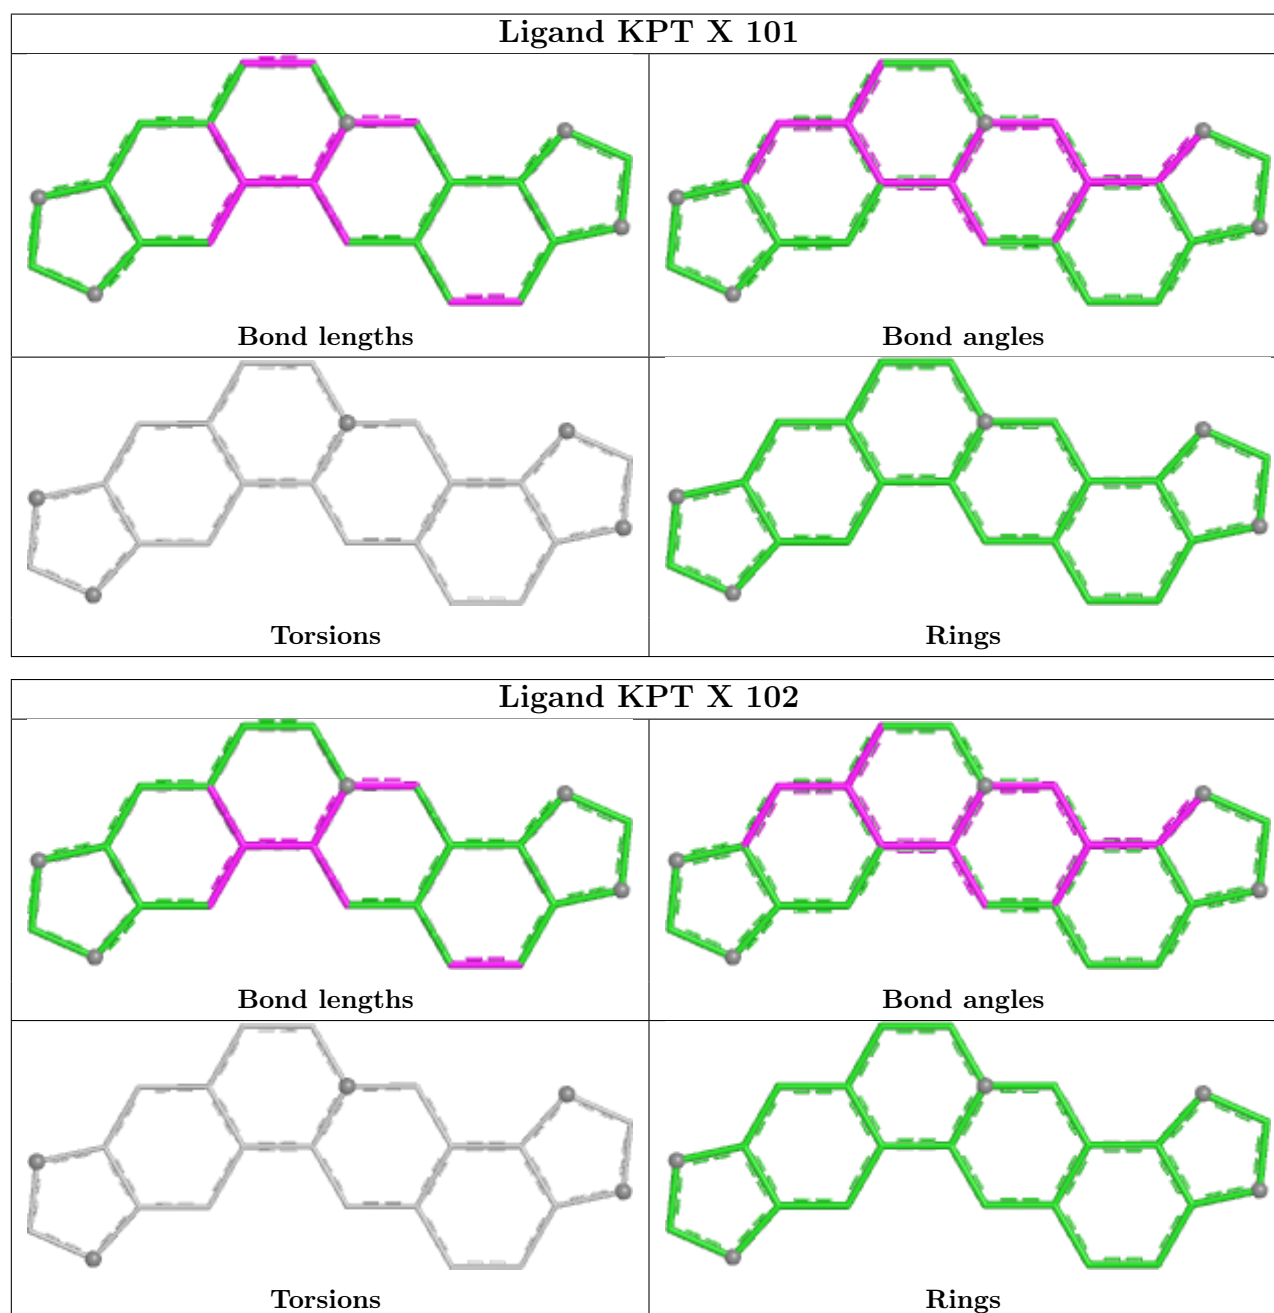 Ligand KPT X 101
Bond lengths
Bond angles
Torsions
Rings
Ligand KPT X 102
Bond lengths
Bond angles
Torsions
Rings